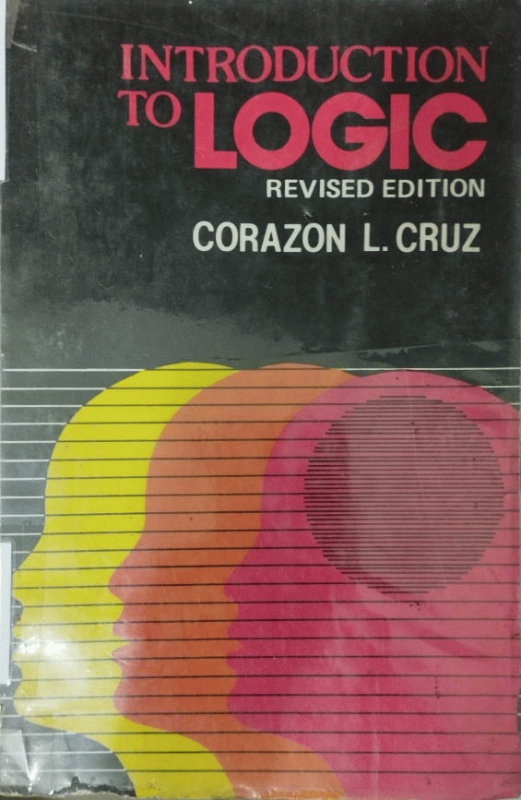 INTRODUCTION
TO LOGIC
REVISED EDITION
CORAZON L. CRUZ